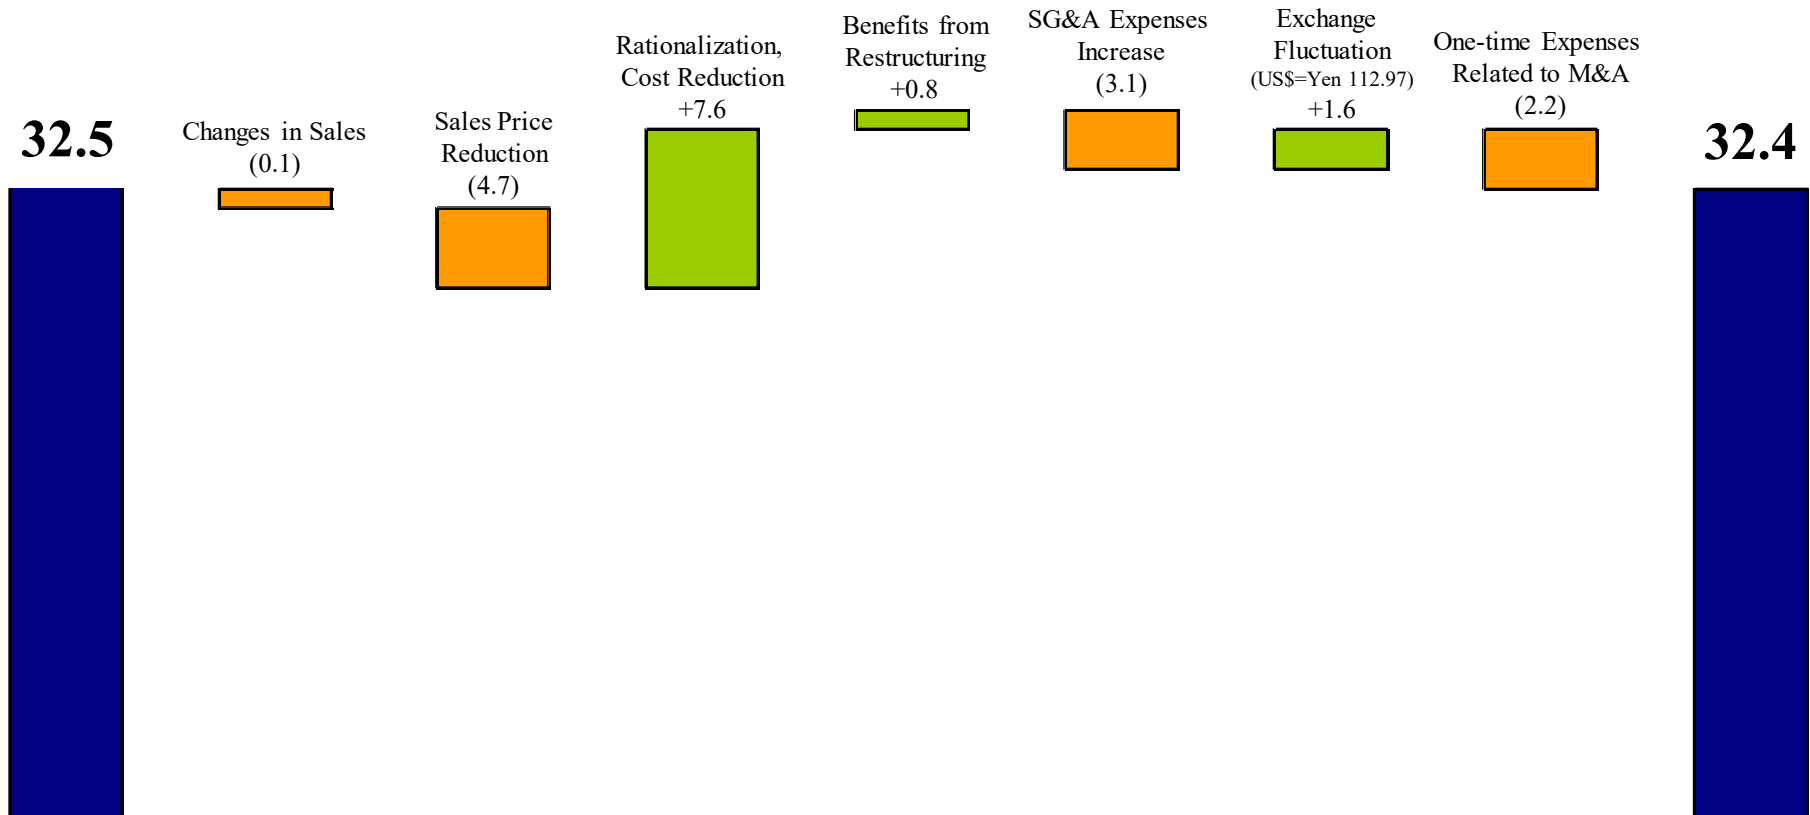 32.5
Changes in Sales
(0.1)
Sales Price
Reduction
(4.7)
Rationalization,
Cost Reduction
+7.6
Benefits from
Restructuring
+0.8
SG&A Expenses
Increase
(3.1)
Exchange
Fluctuation
(US$=Yen 112.97)
+1.6
One-time Expenses
Related to M&A
(2.2)
32.4